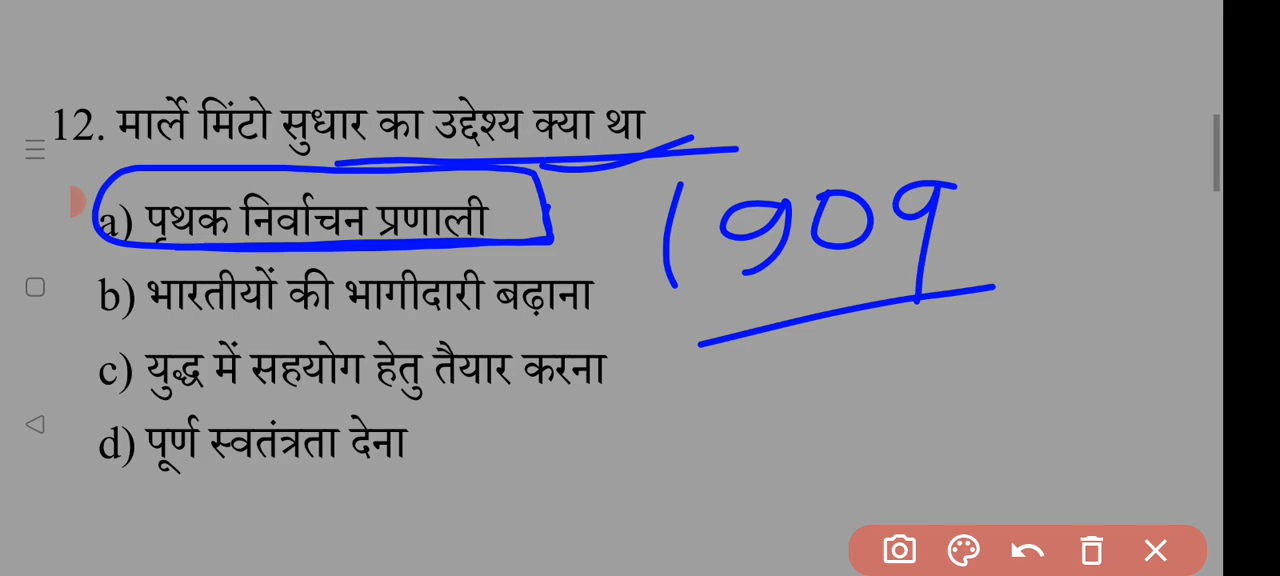 12. मार्ले मिंटो सुधार का उद्देश्य क्या था
a) पृथक निर्वाचन प्रणाली
1909
b) भारतीयों की भागीदारी बढ़ाना
c) युद्ध में सहयोग हेतु तैयार करना
d) पूर्ण स्वतंत्रता देना